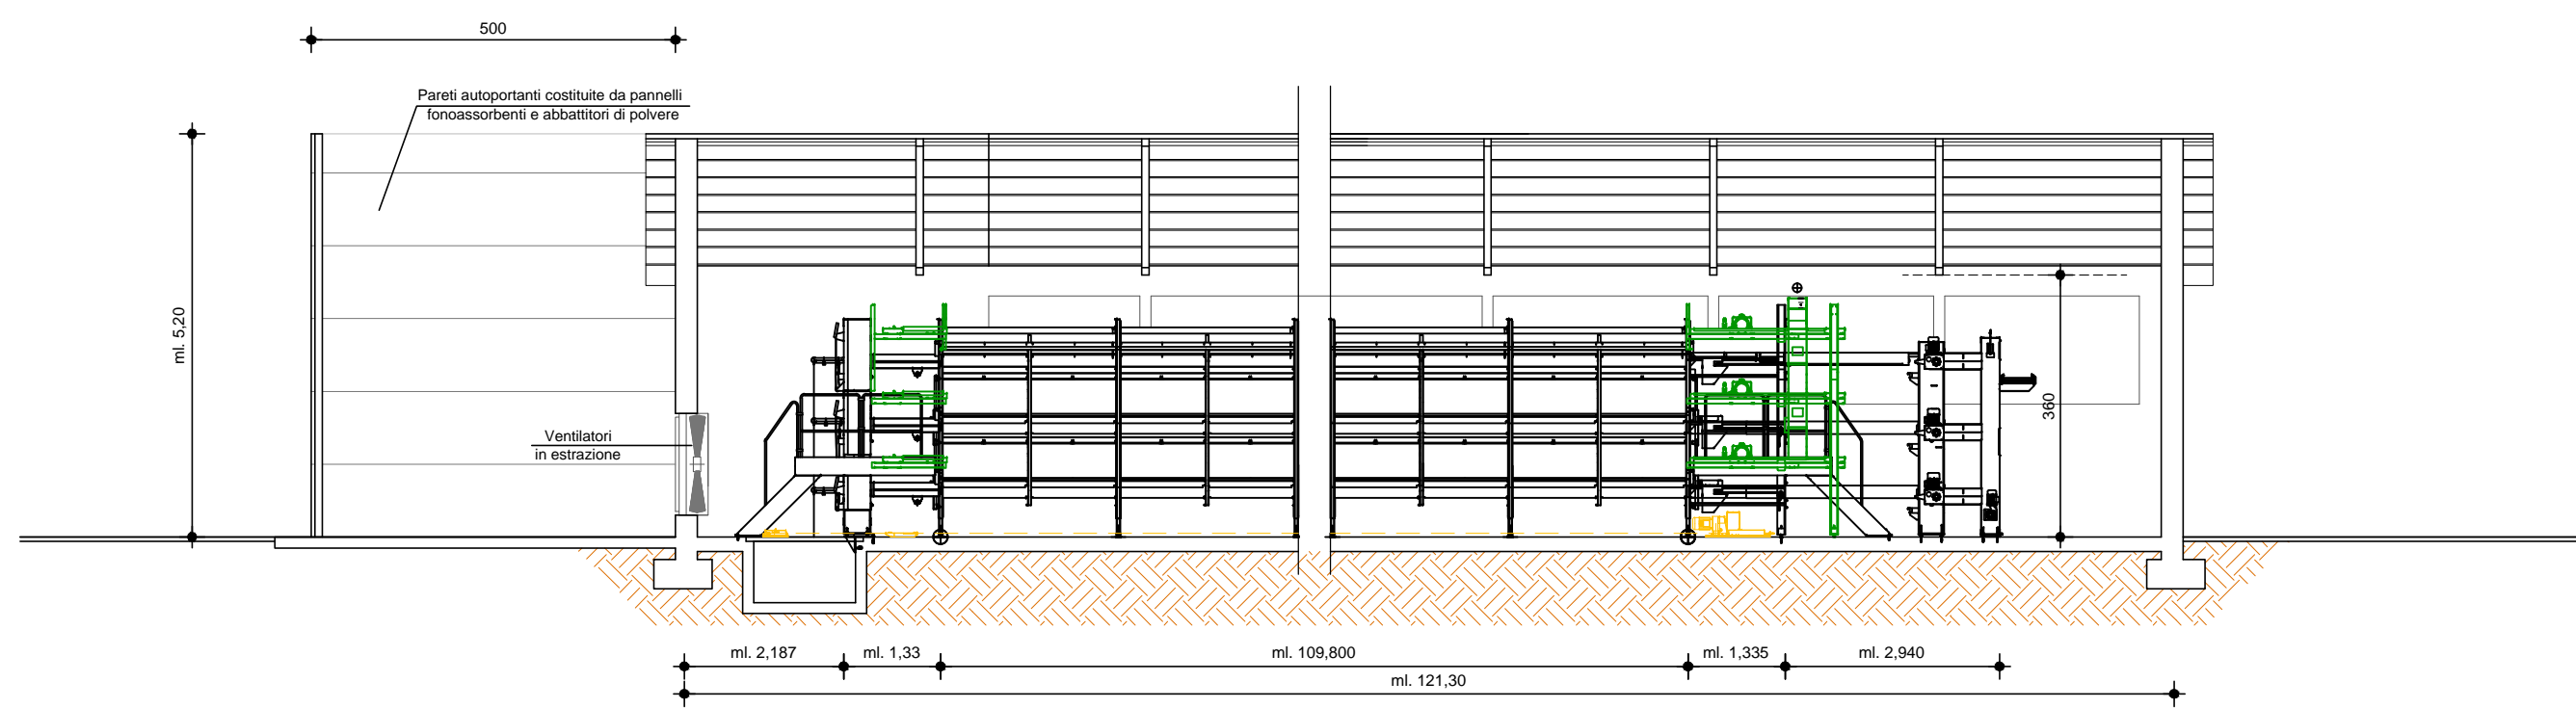 500
Pareti autoportanti costituite da pannelli
fonoassorbenti e abbattitori di polvere
ml. 5,20
Ventilatori
in estrazione
360
ml. 2,187
ml. 1,33
ml. 109,800
ml. 1,335
ml. 2,940
ml. 121,30